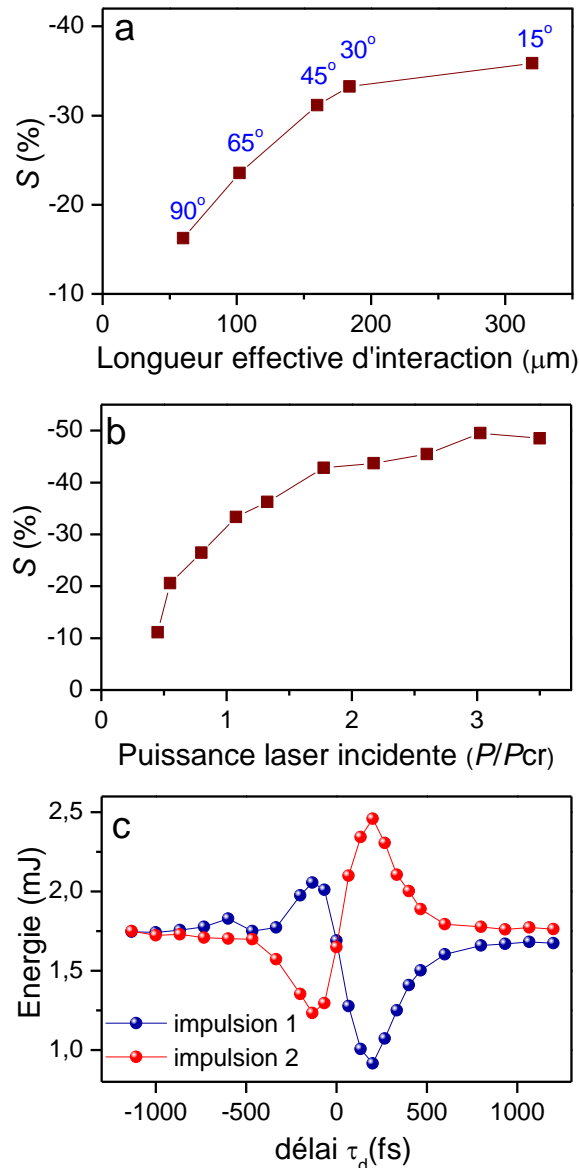 a
-40
-30
-20
-10
S (%)
90°
65°
45°
30°
15°
0
100
200
300
Longueur effective d'interaction (μm)
b
-50
-40
-30
-20
-10
0
S (%)
0
1
2
3
Puissance laser incidente (P/Pcr)
c
2,5
2,0
1,5
1,0
Energie (mJ)
impulsion 1
impulsion 2
-1000
-500
0
500
1000
délai τd(fs)